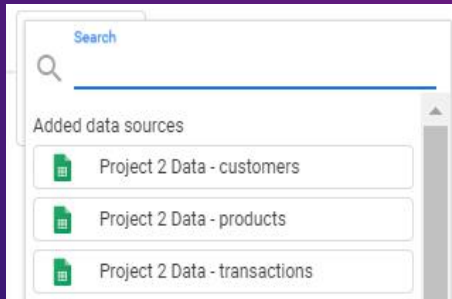 Search
Added data sources
Project 2 Data - customers
Project 2 Data - products
Project 2 Data - transactions